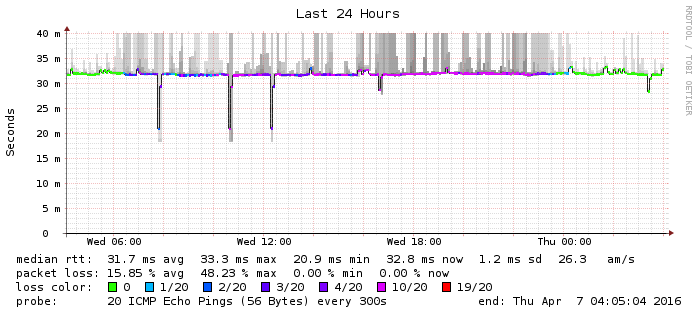 Last 24 Hours
RRDTOOL / TOBI OETIKER
Seconds
40 m
35 m
30 m
25 m
20 m
15 m
10 m
5 m
0
Wed 06:00 Wed 12:00 Wed 18:00 Thu 00:00
median rtt: 31.7 ms avg 33.3 ms max 20.9 ms min 32.8 ms now 1.2 ms sd 26.3 am/s
packet loss: 15.85 % avg 48.23 % max 0.00 % min 0.00 % now
loss color: 0 1/20 2/20 3/20 4/20 10/20 19/20
probe: 20 ICMP Echo Pings (56 Bytes) every 300s end: Thu Apr 7 04:05:04 2016